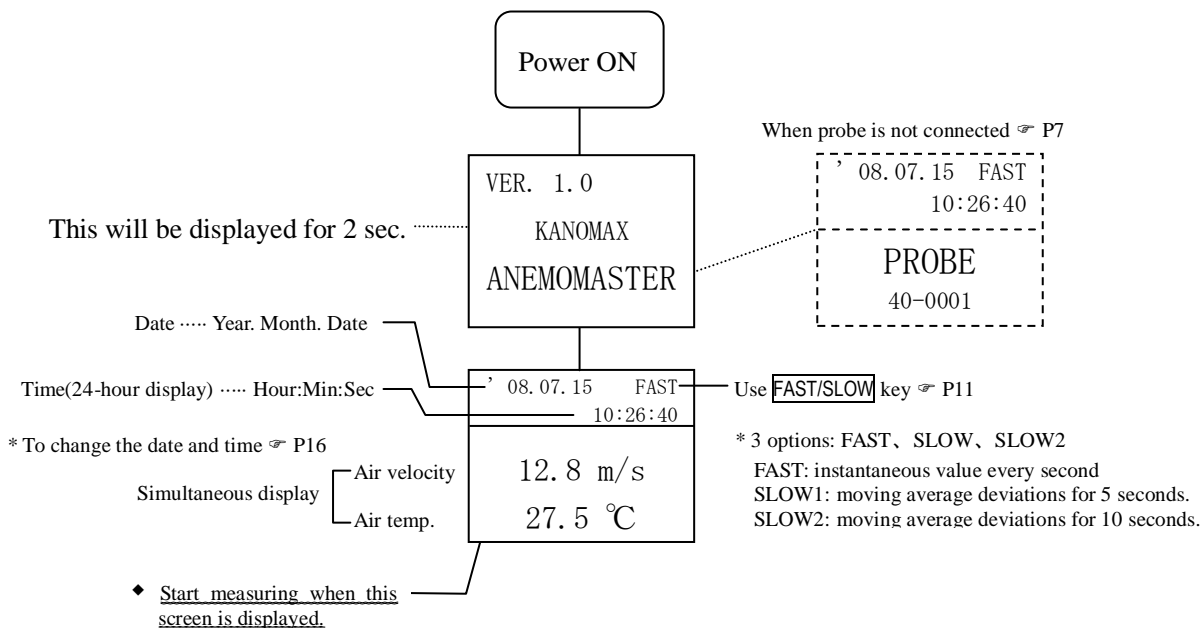 Power ON
When probe is not connected ☞ P7
VER. 1.0
KANOMAX
ANEMOMASTER
' 08.07.15 FAST
10:26:40
PROBE
40-0001
This will be displayed for 2 sec. ··········
Date ····· Year. Month. Date
Time(24-hour display) ····· Hour:Min:Sec
* To change the date and time ☞ P16
' 08.07.15 FAST
10:26:40
Use FAST/SLOW key ☞ P11
* 3 options: FAST、SLOW、SLOW2
FAST: instantaneous value every second
SLOW1: moving average deviations for 5 seconds.
SLOW2: moving average deviations for 10 seconds.
Simultaneous display
Air velocity
Air temp.
12.8 m/s
27.5 ℃
◆ Start measuring when this
screen is displayed.